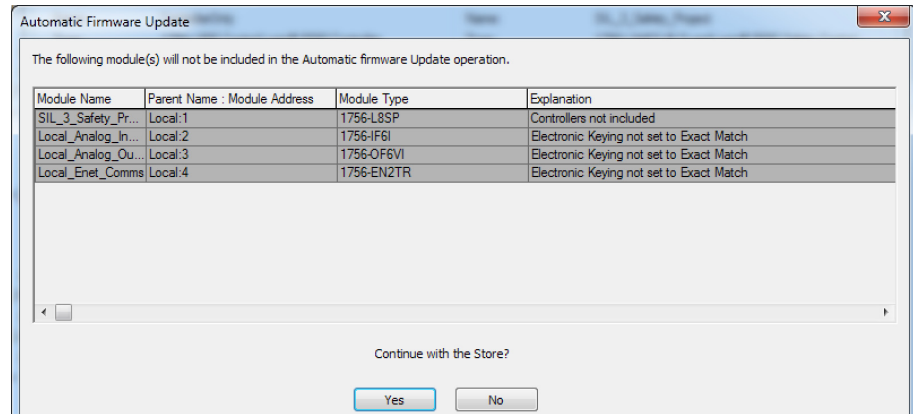 Automatic Firmware Update
The following module(s) will not be included in the Automatic firmware Update operation.
Module Name Parent Name : Module Address Module Type Explanation
SIL_3_Safety_Pr... Local:1 1756-L8SP Controllers not included
Local_Analog_In... Local:2 1756-IF6I Electronic Keying not set to Exact Match
Local_Analog_Ou... Local:3 1756-OF6VI Electronic Keying not set to Exact Match
Local_Enet_Comms Local:4 1756-EN2TR Electronic Keying not set to Exact Match
Continue with the Store?
Yes No